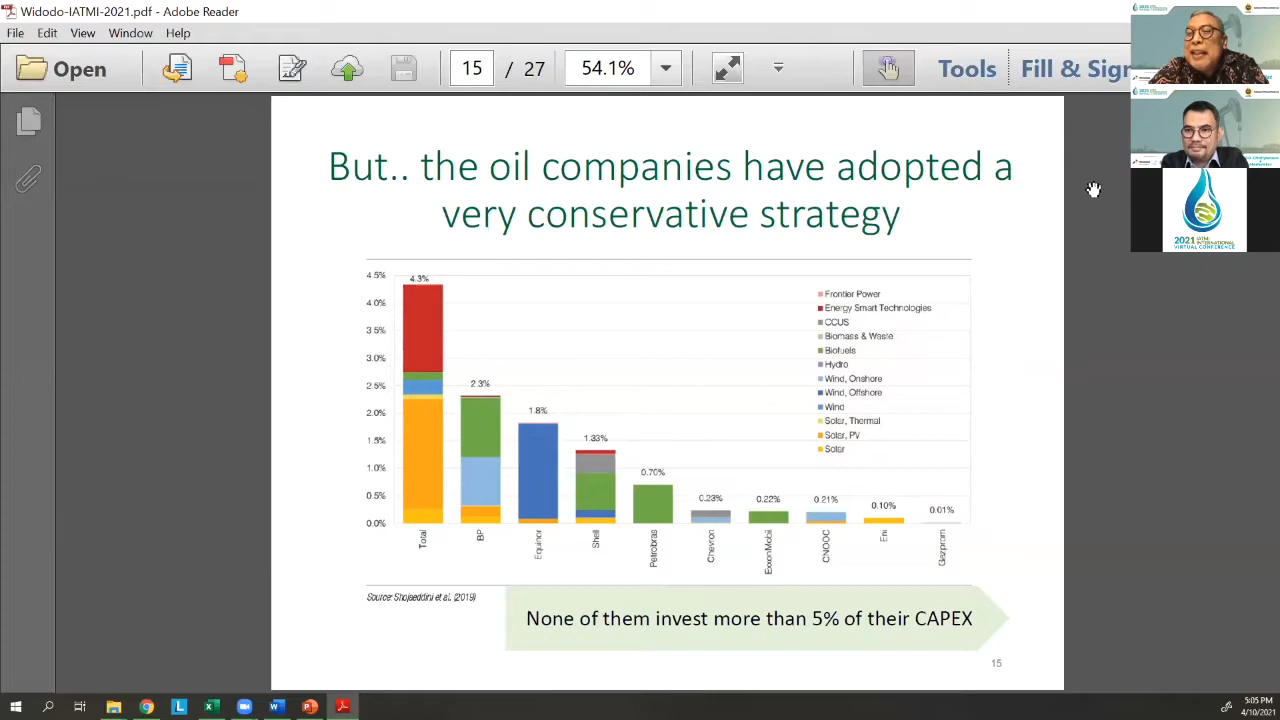 Widodo-IATMI-2021.pdf - Adobe Reader
File Edit View Window Help
Open
15 / 27
54.1%
Tools
Fill & Sign
But.. the oil companies have adopted a
very conservative strategy
4.5%
4.0%
3.5%
3.0%
2.5%
2.0%
1.5%
1.0%
0.5%
0.0%
4.3%
2.3%
1.8%
1.33%
0.70%
0.23%
0.22%
0.21%
0.10%
0.01%
Frontier Power
Energy Smart Technologies
CCUS
Biomass & Waste
Biofuels
Hydro
Wind, Onshore
Wind, Offshore
Wind
Solar, Thermal
Solar, PV
Solar
Total
BP
Equinor
Shell
Petrobras
Chevron
ExxonMobil
CNOOC
Eni
Gazprom
Source: Shojaeddini et al. (2019)
None of them invest more than 5% of their CAPEX
15
2021 IATMI
INTERNATIONAL
VIRTUAL CONFERENCE
5:05 PM
4/10/2021